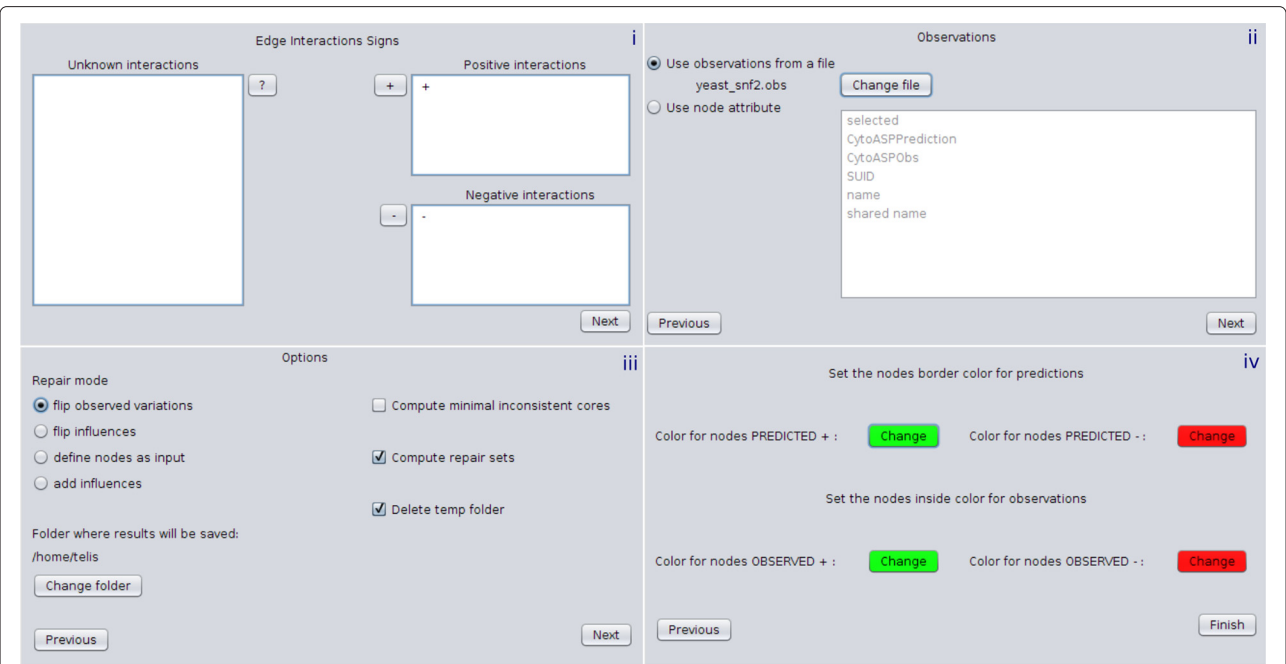 Edge Interactions Signs
i
Unknown interactions
Positive interactions
?
+
+
Negative interactions
-
-
Next
Observations
ii
Use observations from a file
yeast_snf2.obs
Change file
Use node attribute
selected
CytoASPPrediction
CytoASPObs
SUID
name
shared name
Previous
Next
Options
iii
Repair mode
flip observed variations
Compute minimal inconsistent cores
flip influences
define nodes as input
Compute repair sets
add influences
Delete temp folder
Folder where results will be saved:
/home/telis
Change folder
Previous
Next
iv
Set the nodes border color for predictions
Color for nodes PREDICTED + :
Change
Color for nodes PREDICTED - :
Change
Set the nodes inside color for observations
Color for nodes OBSERVED + :
Change
Color for nodes OBSERVED - :
Change
Previous
Finish